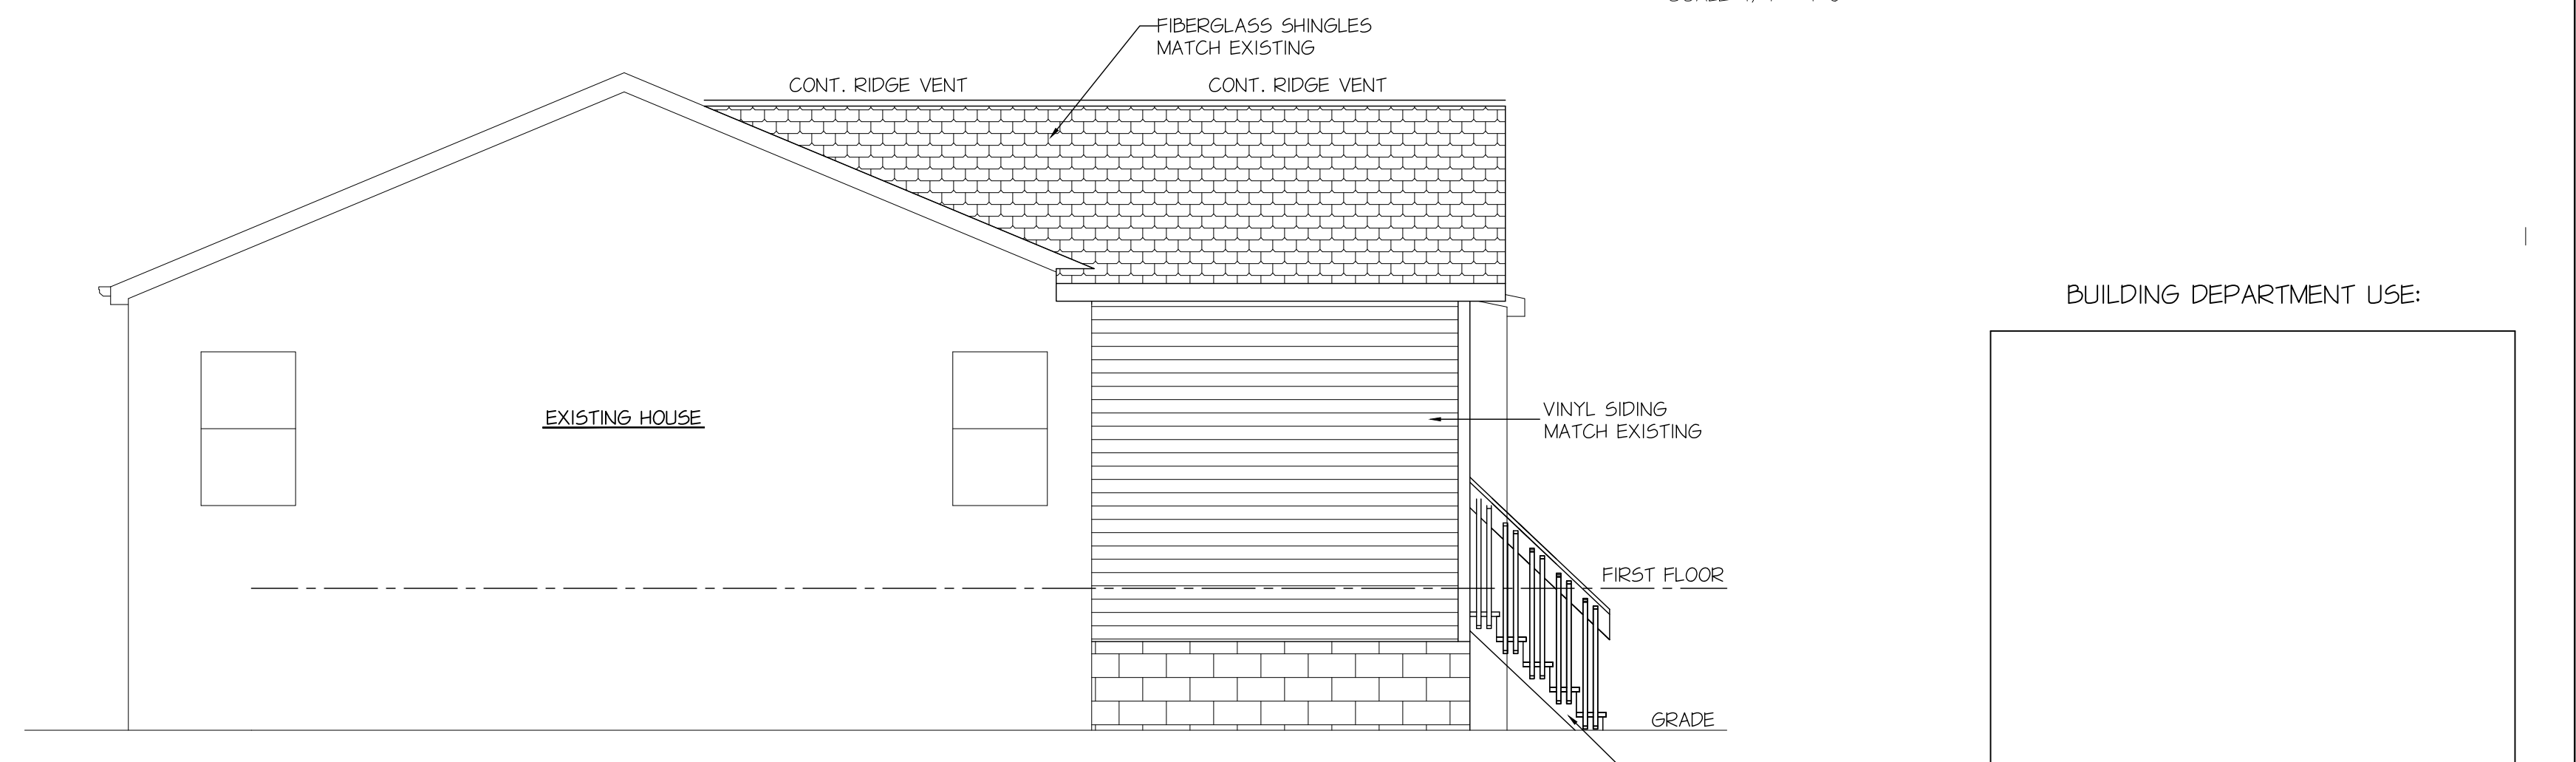 FIBERGLASS SHINGLES
MATCH EXISTING
CONT. RIDGE VENT
CONT. RIDGE VENT
BUILDING DEPARTMENT USE:
EXISTING HOUSE
VINYL SIDING
MATCH EXISTING
FIRST FLOOR
GRADE